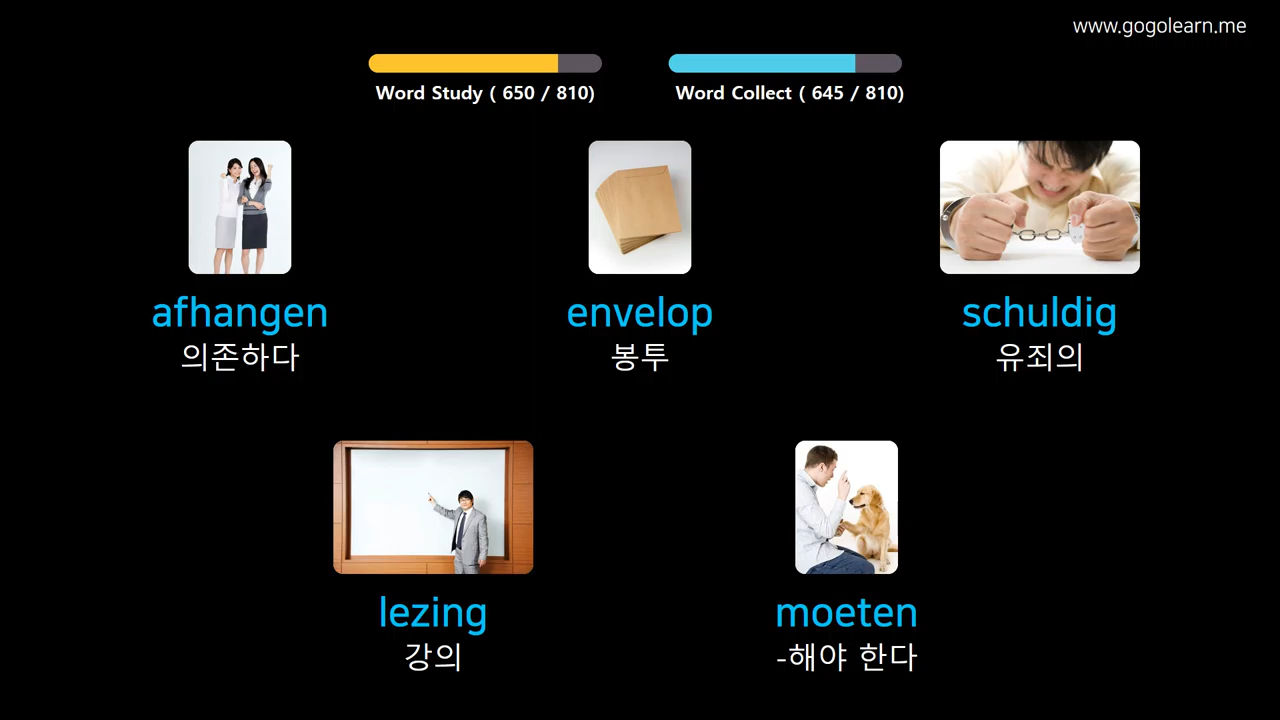 www.gogolearn.me
Word Study ( 650 / 810)
Word Collect ( 645 / 810)
afhangen
의존하다
envelop
봉투
schuldig
유죄의
lezing
강의
moeten
-해야 한다